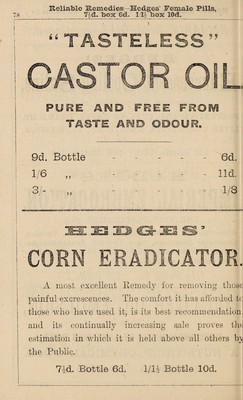 Reliable Remedies—Hedges' Female Pills,
78 7½d. box 6d. 1 1½ box 10d.
"TASTELESS"
CASTOR OIL
PURE AND FREE FROM
TASTE AND ODOUR.
9d. Bottle - - - - 6d.
1/6 ,, - - - - 11d.
3/- ,, - - - - 1/8
HEDGES'
CORN ERADICATOR.
A most excellent Remedy for removing those
painful excrescences. The comfort it has afforded to
those who have used it, is its best recommendation
and its continually increasing sale proves the
estimation in which it is held above all others by
the Public.
7½d. Bottle 6d. 1/1½ Bottle 10d.